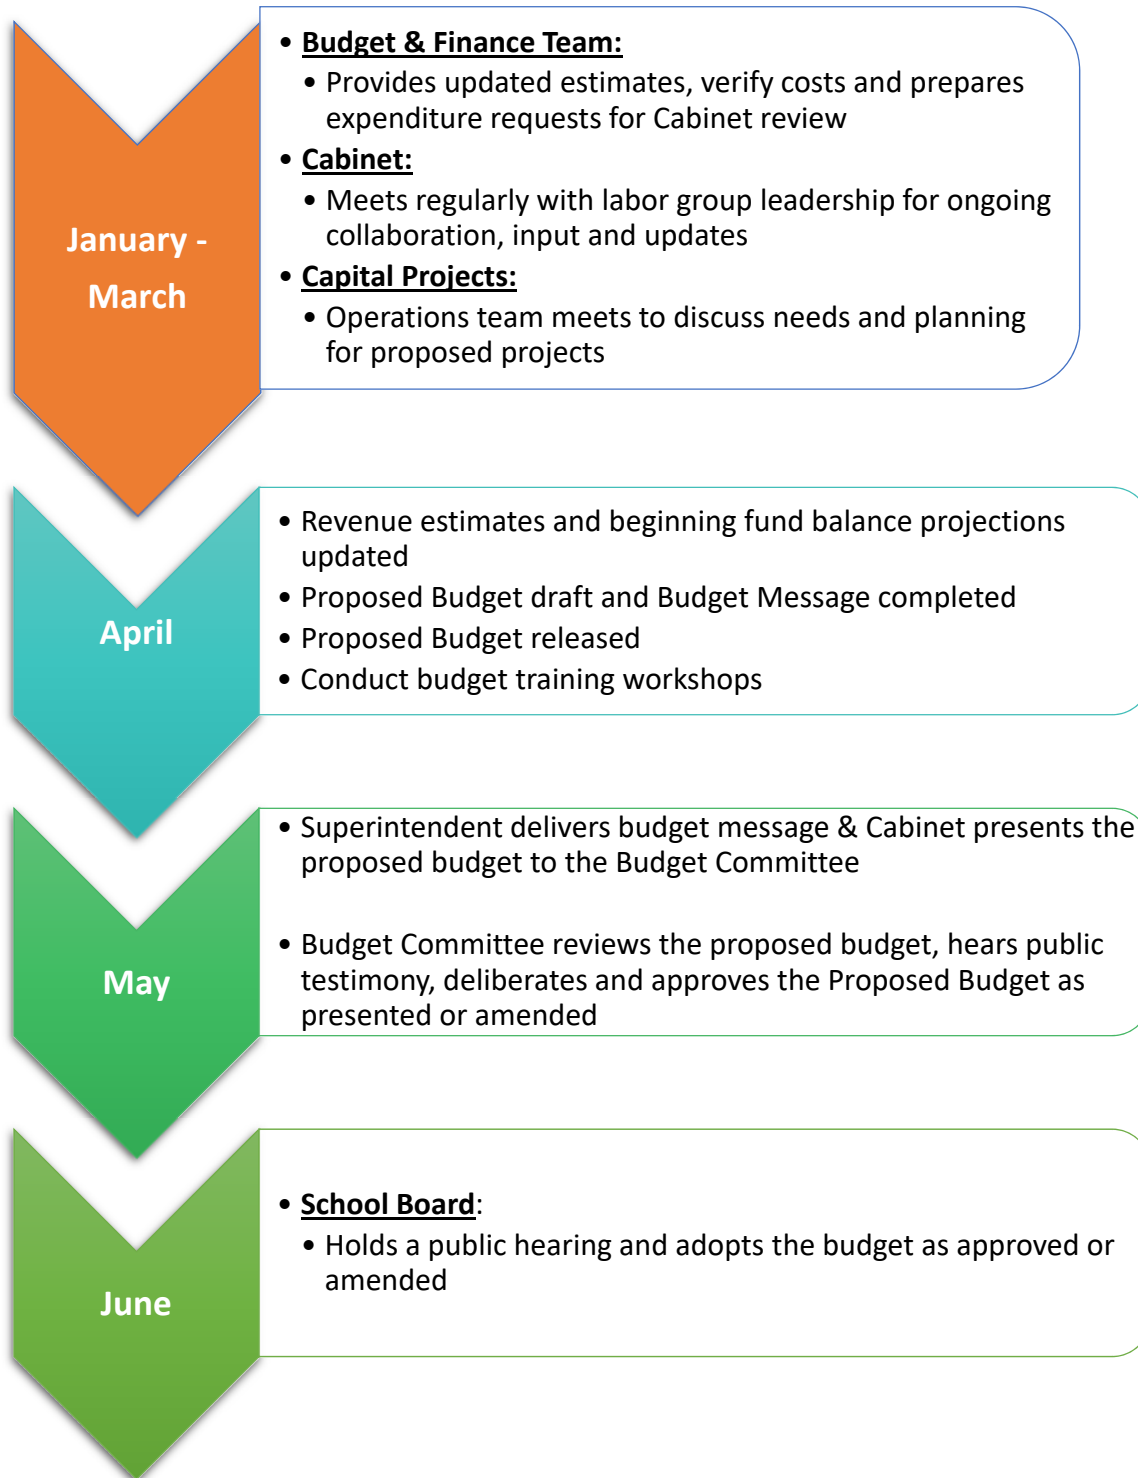 January -
March
• Budget & Finance Team:
• Provides updated estimates, verify costs and prepares
expenditure requests for Cabinet review
• Cabinet:
• Meets regularly with labor group leadership for ongoing
collaboration, input and updates
• Capital Projects:
• Operations team meets to discuss needs and planning
for proposed projects
April
• Revenue estimates and beginning fund balance projections
updated
• Proposed Budget draft and Budget Message completed
• Proposed Budget released
• Conduct budget training workshops
May
• Superintendent delivers budget message & Cabinet presents the
proposed budget to the Budget Committee
• Budget Committee reviews the proposed budget, hears public
testimony, deliberates and approves the Proposed Budget as
presented or amended
June
• School Board:
• Holds a public hearing and adopts the budget as approved or
amended